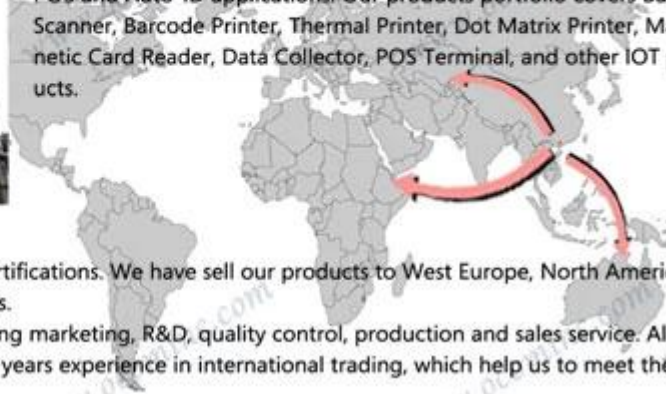 Scanner, Barcode Printer, Thermal Printer, Dot Matrix Printer, Ma
netic Card Reader, Data Collector, POS Terminal, and other IOT
ucts.
rtifications. We have sell our products to West Europe, North Americ
s.
ng marketing, R&D, quality control, production and sales service. Al
years experience in international trading, which help us to meet the